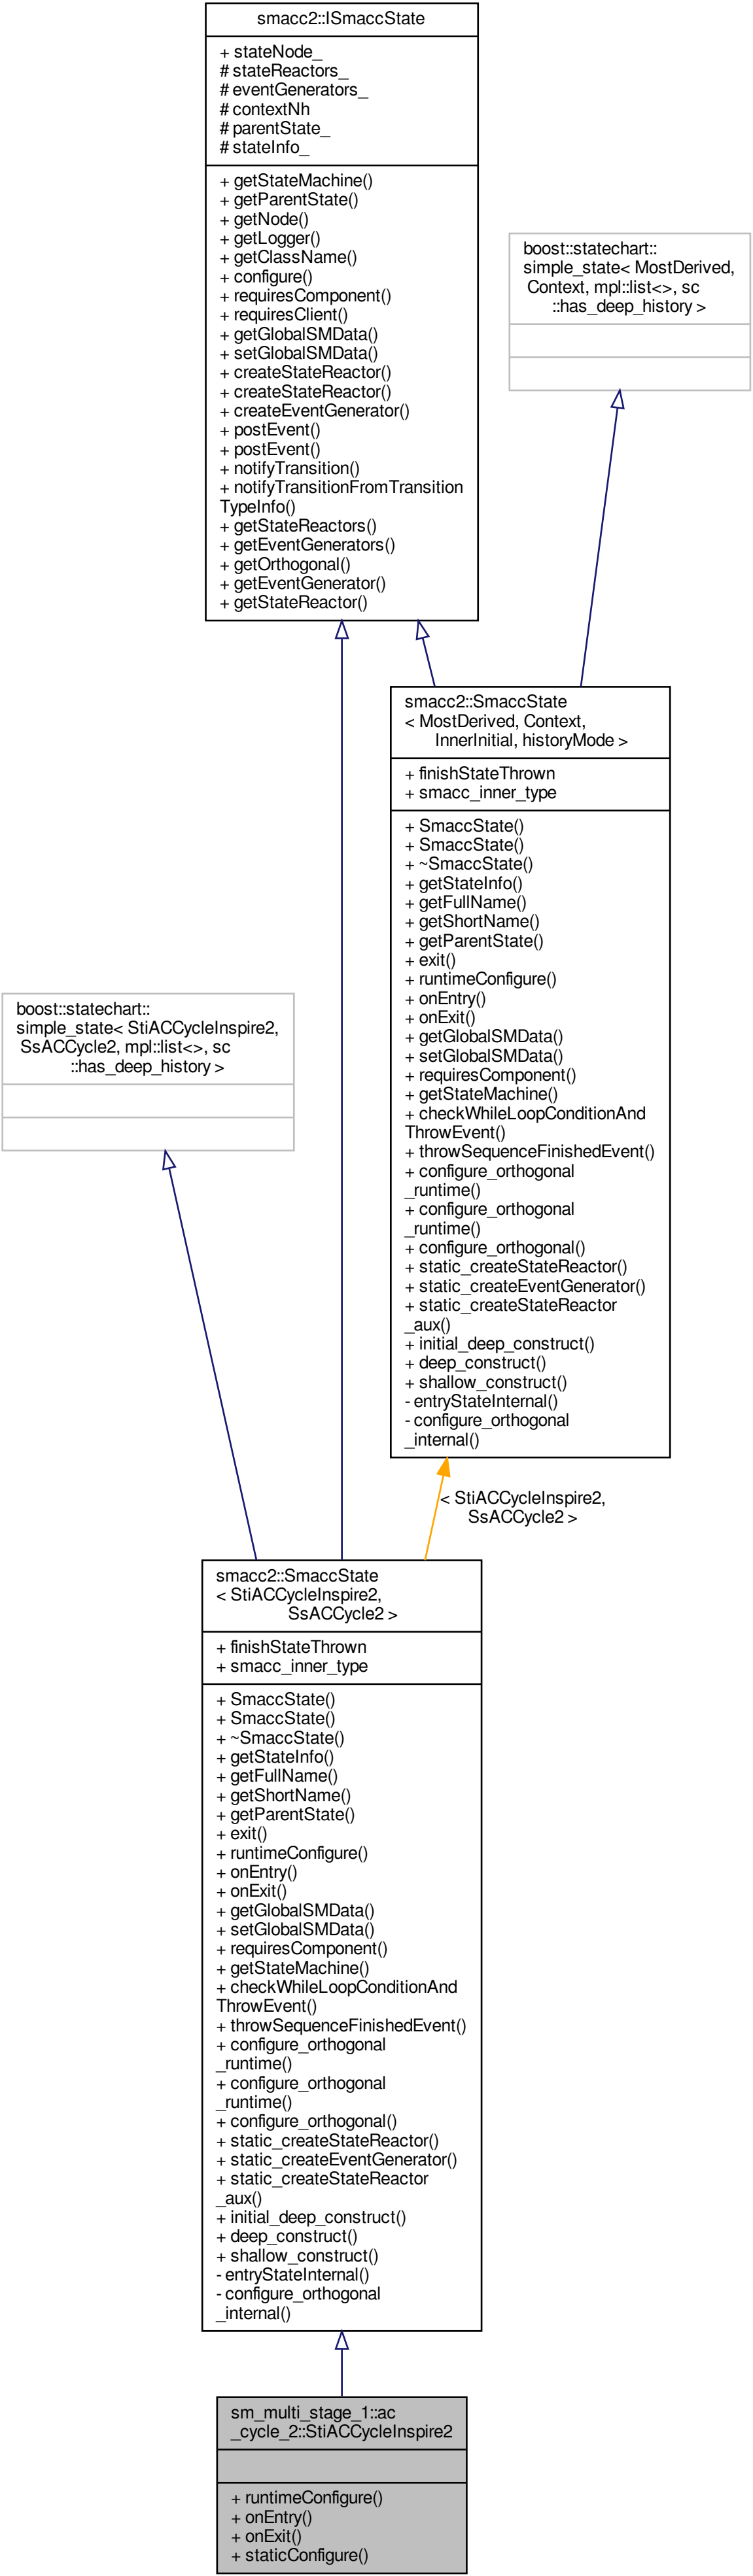 smacc2::ISmaccState
+ stateNode_
# stateReactors_
# eventGenerators_
# contextNh
# parentState_
# stateInfo_
+ getStateMachine()
+ getParentState()
+ getNode()
+ getLogger()
+ getClassName()
+ configure()
+ requiresComponent()
+ requiresClient()
+ getGlobalSMData()
+ setGlobalSMData()
+ createStateReactor()
+ createStateReactor()
+ createEventGenerator()
+ postEvent()
+ postEvent()
+ notifyTransition()
+ notifyTransitionFromTransition
TypeInfo()
+ getStateReactors()
+ getEventGenerators()
+ getOrthogonal()
+ getEventGenerator()
+ getStateReactor()
boost::statechart::
simple_state< MostDerived,
Context, mpl::list<>, sc
::has_deep_history >
smacc2::SmaccState
< MostDerived, Context,
InnerInitial, historyMode >
+ finishStateThrown
+ smacc_inner_type
+ SmaccState()
+ SmaccState()
+ ~SmaccState()
+ getStateInfo()
+ getFullName()
+ getShortName()
+ getParentState()
+ exit()
+ runtimeConfigure()
+ onEntry()
+ onExit()
+ getGlobalSMData()
+ setGlobalSMData()
+ requiresComponent()
+ getStateMachine()
+ checkWhileLoopConditionAnd
ThrowEvent()
+ throwSequenceFinishedEvent()
+ configure_orthogonal
_runtime()
+ configure_orthogonal
_runtime()
+ configure_orthogonal()
+ static_createStateReactor()
+ static_createEventGenerator()
+ static_createStateReactor
_aux()
+ initial_deep_construct()
+ deep_construct()
+ shallow_construct()
- entryStateInternal()
- configure_orthogonal
_internal()
boost::statechart::
simple_state< StiACCycleInspire2,
SsACCycle2, mpl::list<>, sc
::has_deep_history >
< StiACCycleInspire2,
SsACCycle2 >
smacc2::SmaccState
< StiACCycleInspire2,
SsACCycle2 >
+ finishStateThrown
+ smacc_inner_type
+ SmaccState()
+ SmaccState()
+ ~SmaccState()
+ getStateInfo()
+ getFullName()
+ getShortName()
+ getParentState()
+ exit()
+ runtimeConfigure()
+ onEntry()
+ onExit()
+ getGlobalSMData()
+ setGlobalSMData()
+ requiresComponent()
+ getStateMachine()
+ checkWhileLoopConditionAnd
ThrowEvent()
+ throwSequenceFinishedEvent()
+ configure_orthogonal
_runtime()
+ configure_orthogonal
_runtime()
+ configure_orthogonal()
+ static_createStateReactor()
+ static_createEventGenerator()
+ static_createStateReactor
_aux()
+ initial_deep_construct()
+ deep_construct()
+ shallow_construct()
- entryStateInternal()
- configure_orthogonal
_internal()
sm_multi_stage_1::ac
_cycle_2::StiACCycleInspire2
+ runtimeConfigure()
+ onEntry()
+ onExit()
+ staticConfigure()